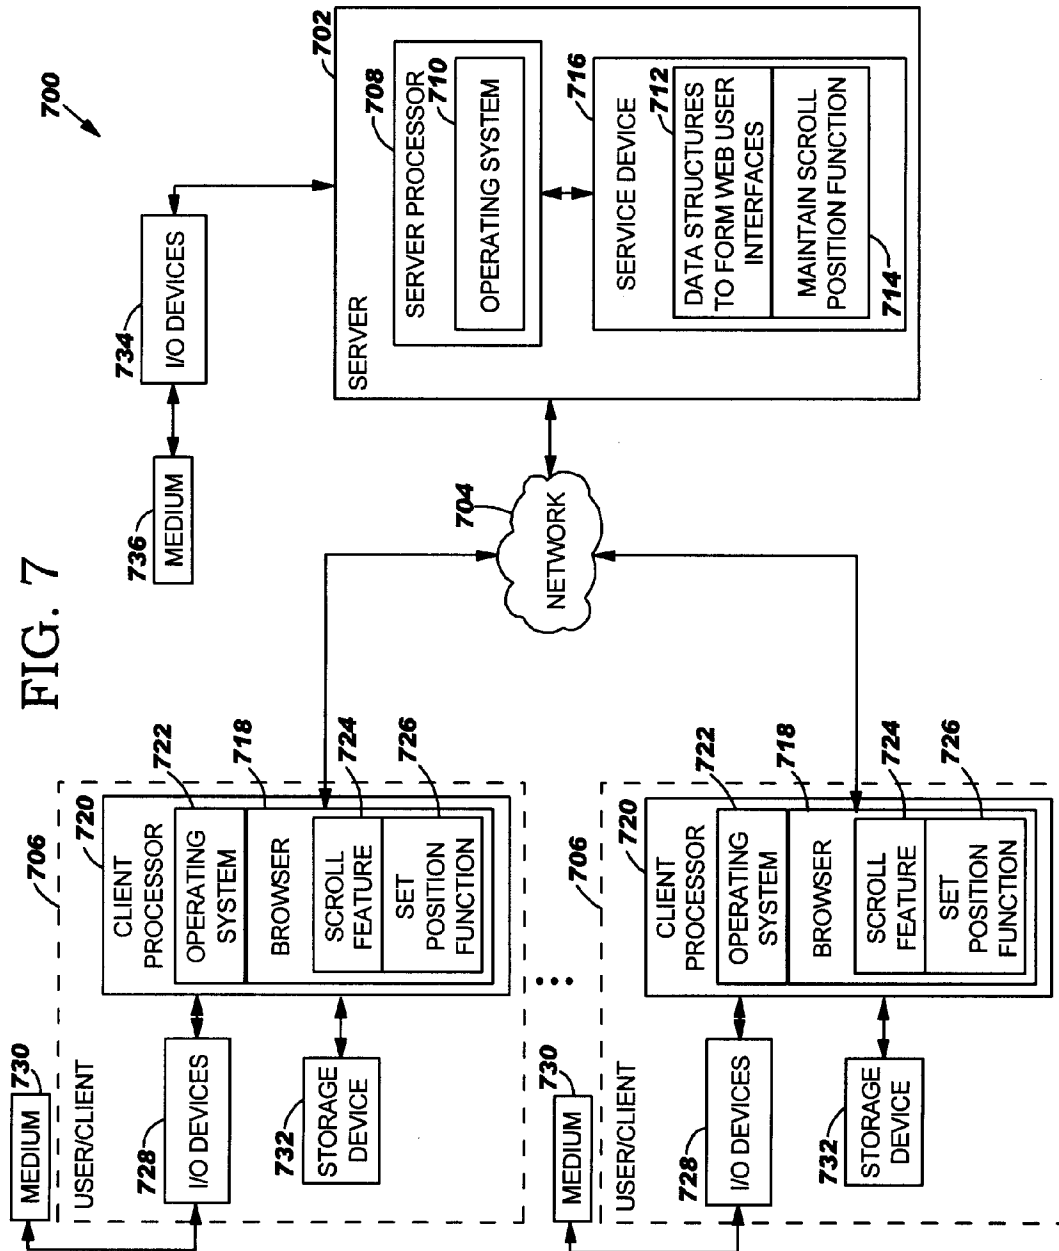 FIG. 7
700
MEDIUM
730
706
USER/CLIENT
728
I/O DEVICES
732
STORAGE
DEVICE
720
CLIENT
PROCESSOR
722
OPERATING
SYSTEM
718
BROWSER
724
SCROLL
FEATURE
726
SET
POSITION
FUNCTION
MEDIUM
730
706
USER/CLIENT
728
I/O DEVICES
732
STORAGE
DEVICE
720
CLIENT
PROCESSOR
722
OPERATING
SYSTEM
718
BROWSER
724
SCROLL
FEATURE
726
SET
POSITION
FUNCTION
704
NETWORK
736
MEDIUM
734
I/O DEVICES
702
SERVER
708
SERVER PROCESSOR
710
OPERATING SYSTEM
716
SERVICE DEVICE
712
DATA STRUCTURES
TO FORM WEB USER
INTERFACES
MAINTAIN SCROLL
POSITION FUNCTION
714